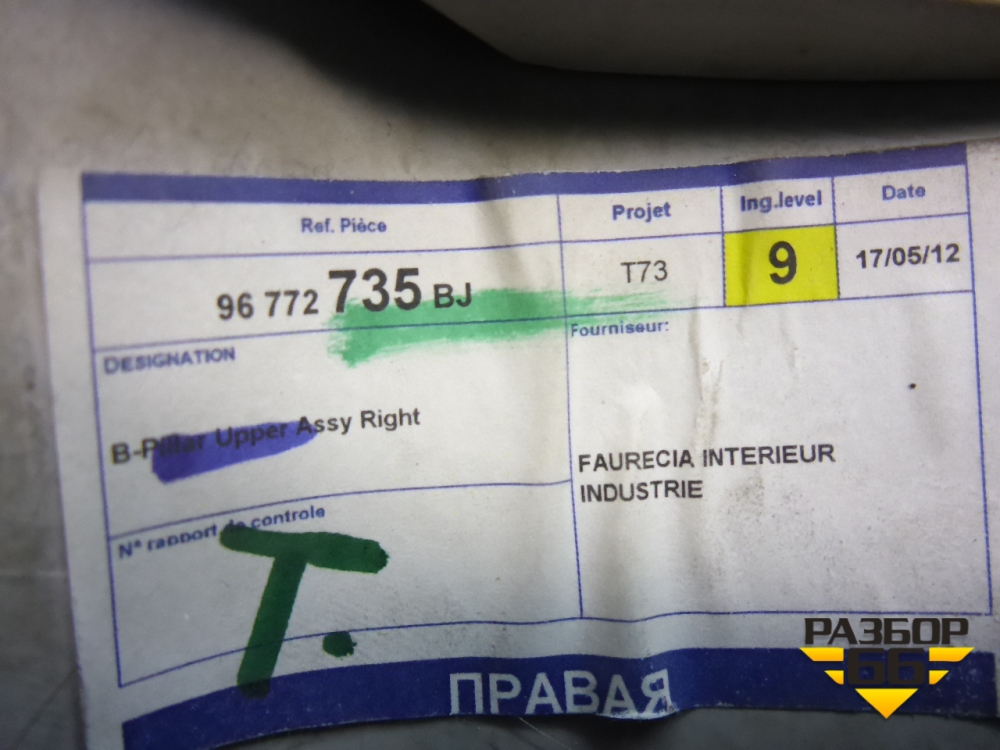 Ref. Pièce
Projet
Ing.level
Date
96 772 735 BJ
T73
9
17/05/12
DESIGNATION
Fourniseur:
B-Pillar Upper Assy Right
FAURECIA INTERIEUR
INDUSTRIE
N° rapport de controle
T.
ПРАВАЯ
РАЗБОР
66